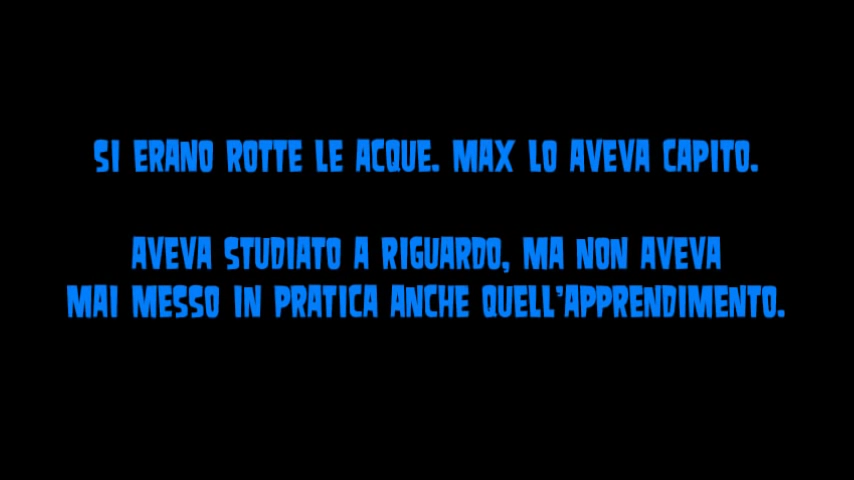 SI ERANO ROTTE LE ACQUE. MAX LO AVEVA CAPITO.
AVEVA STUDIATO A RIGUARDO, MA NON AVEVA
MAI MESSO IN PRATICA ANCHE QUELL'APPRENDIMENTO.